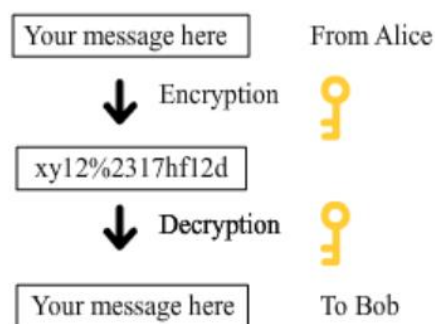 Your message here From Alice
Encryption
xy12%2317hf12d
Decryption
Your message here To Bob